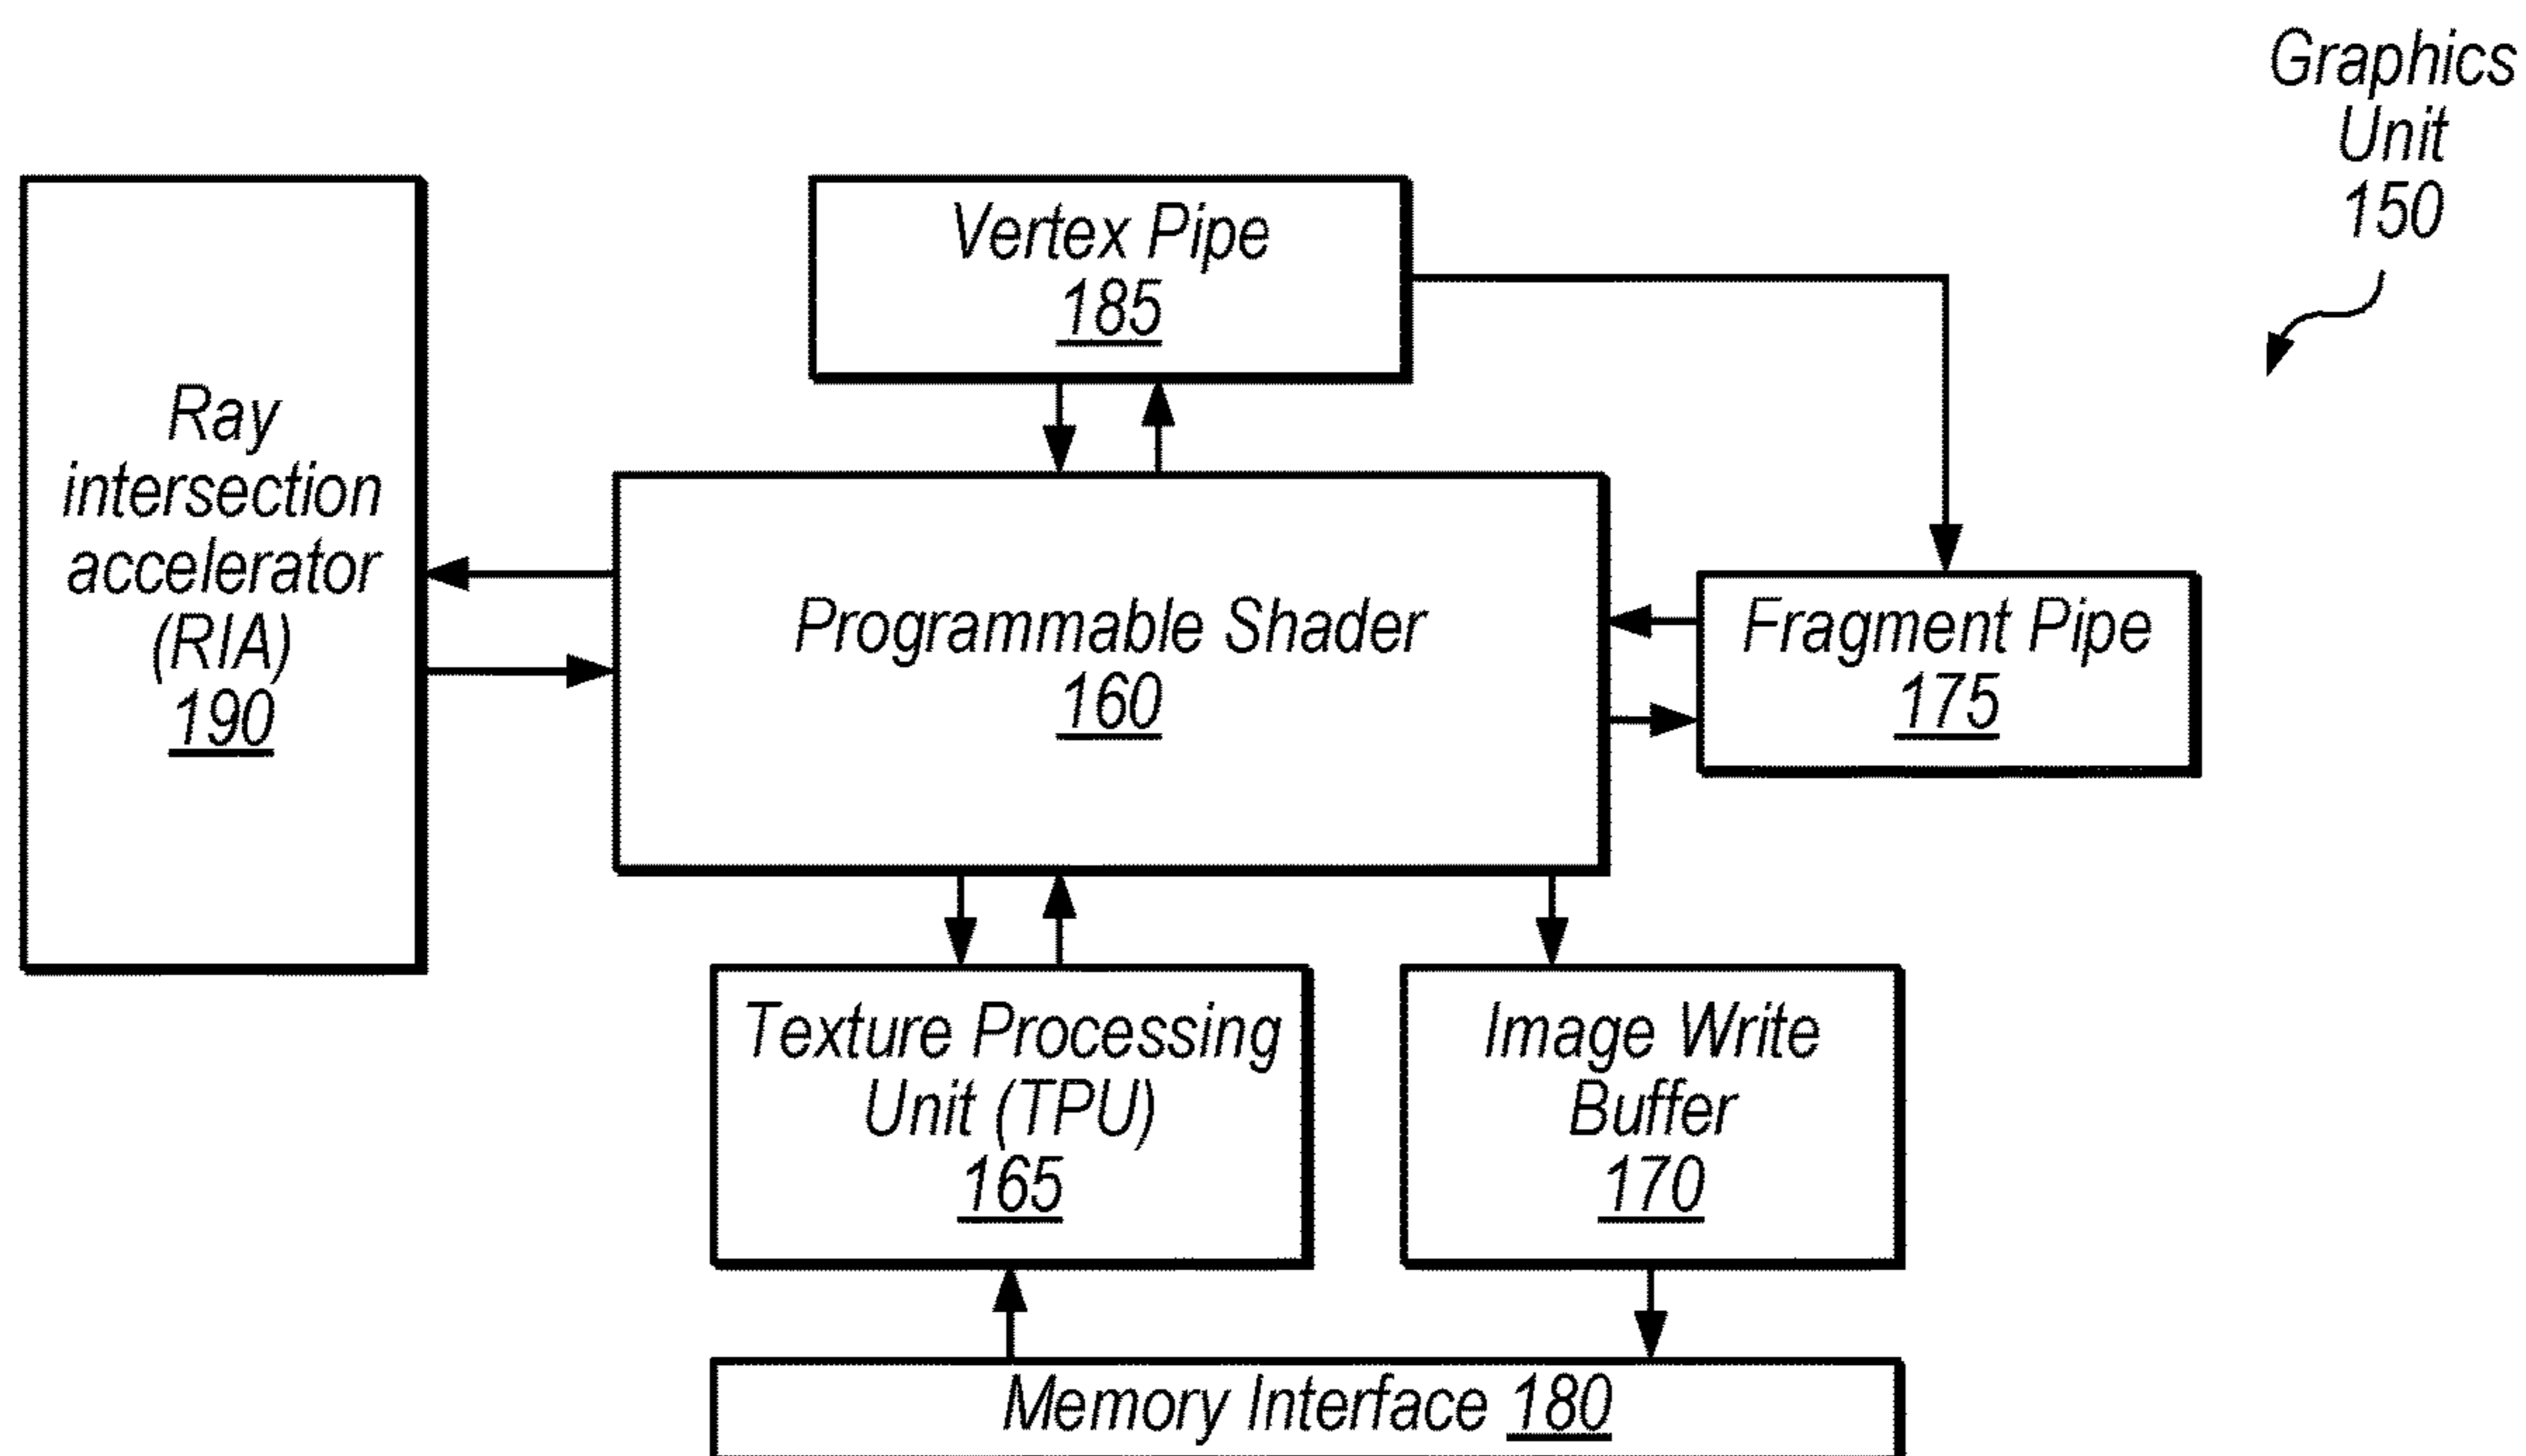 Graphics
Unit
150
Vertex Pipe
185
Ray
intersection
accelerator
(RIA)
190
Programmable Shader
160
Fragment Pipe
175
Texture Processing
Unit (TPU)
165
Image Write
Buffer
170
Memory Interface 180